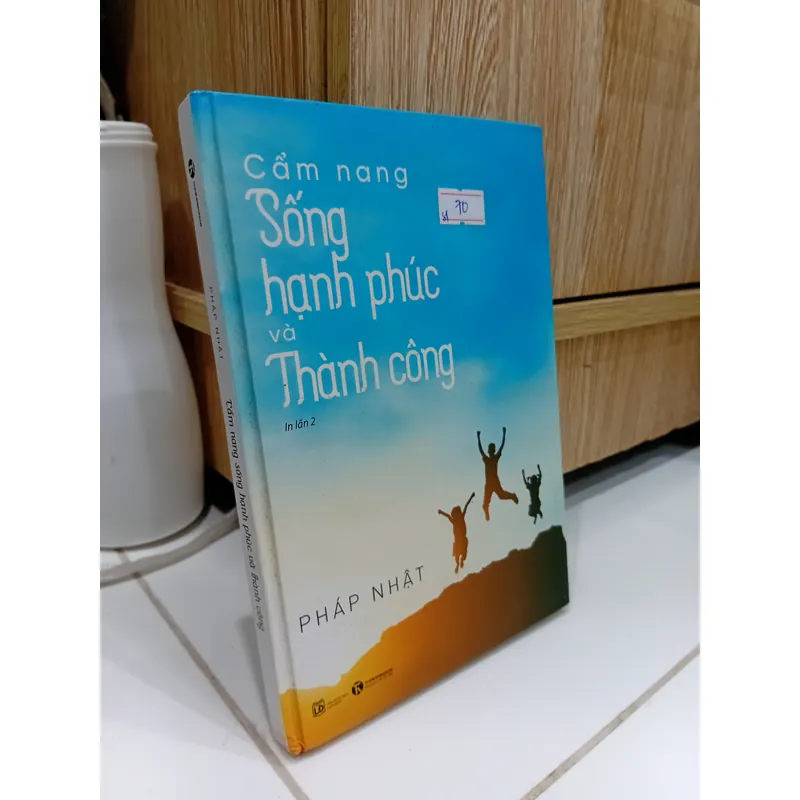 Cẩm nang
Sống
hạnh phúc
và
Thành công
In lần 2
70
PHÁP NHẬT
LD
PHÁP NHẬT
Cẩm nang sống hạnh phúc và thành công